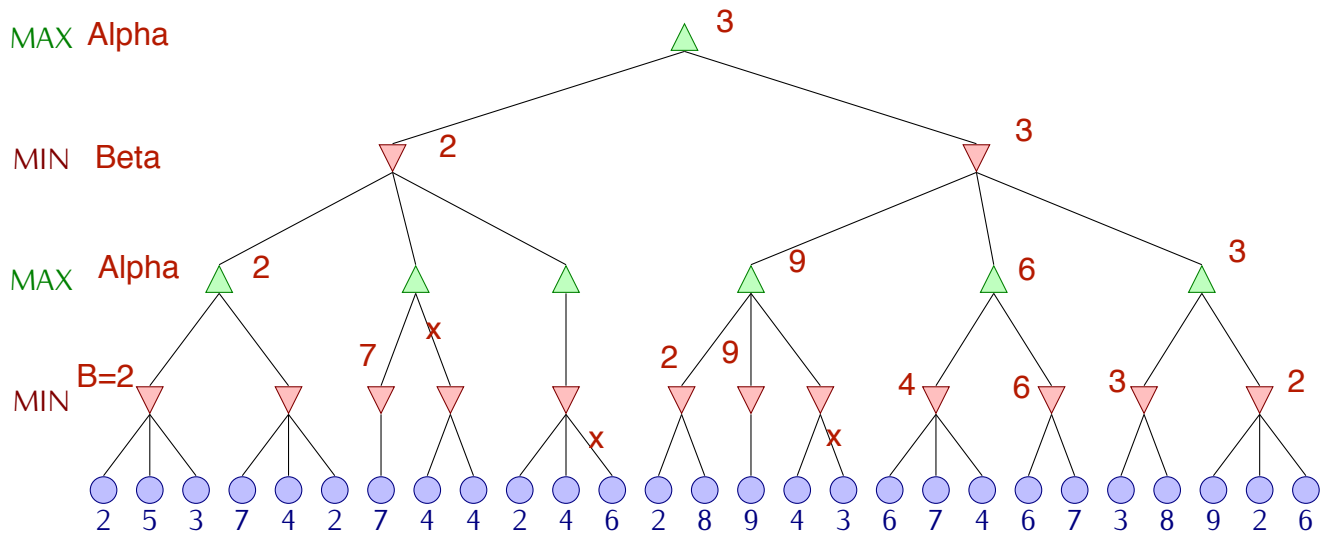 MAX Alpha 3
MIN Beta 2 3
MAX Alpha 2 9 6 3
x
7 2 9
MIN B=2 4 6 3 2
x x
2 5 3 7 4 2 7 4 4 2 4 6 2 8 9 4 3 6 7 4 6 7 3 8 9 2 6